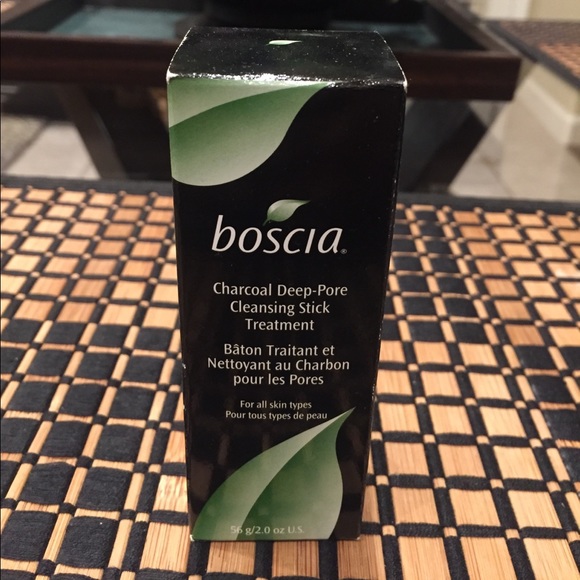 boscia®
Charcoal Deep-Pore
Cleansing Stick
Treatment
Bâton Traitant et
Nettoyant au Charbon
pour les Pores
For all skin types
Pour tous types de peau
56 g/2.0 oz U.S.